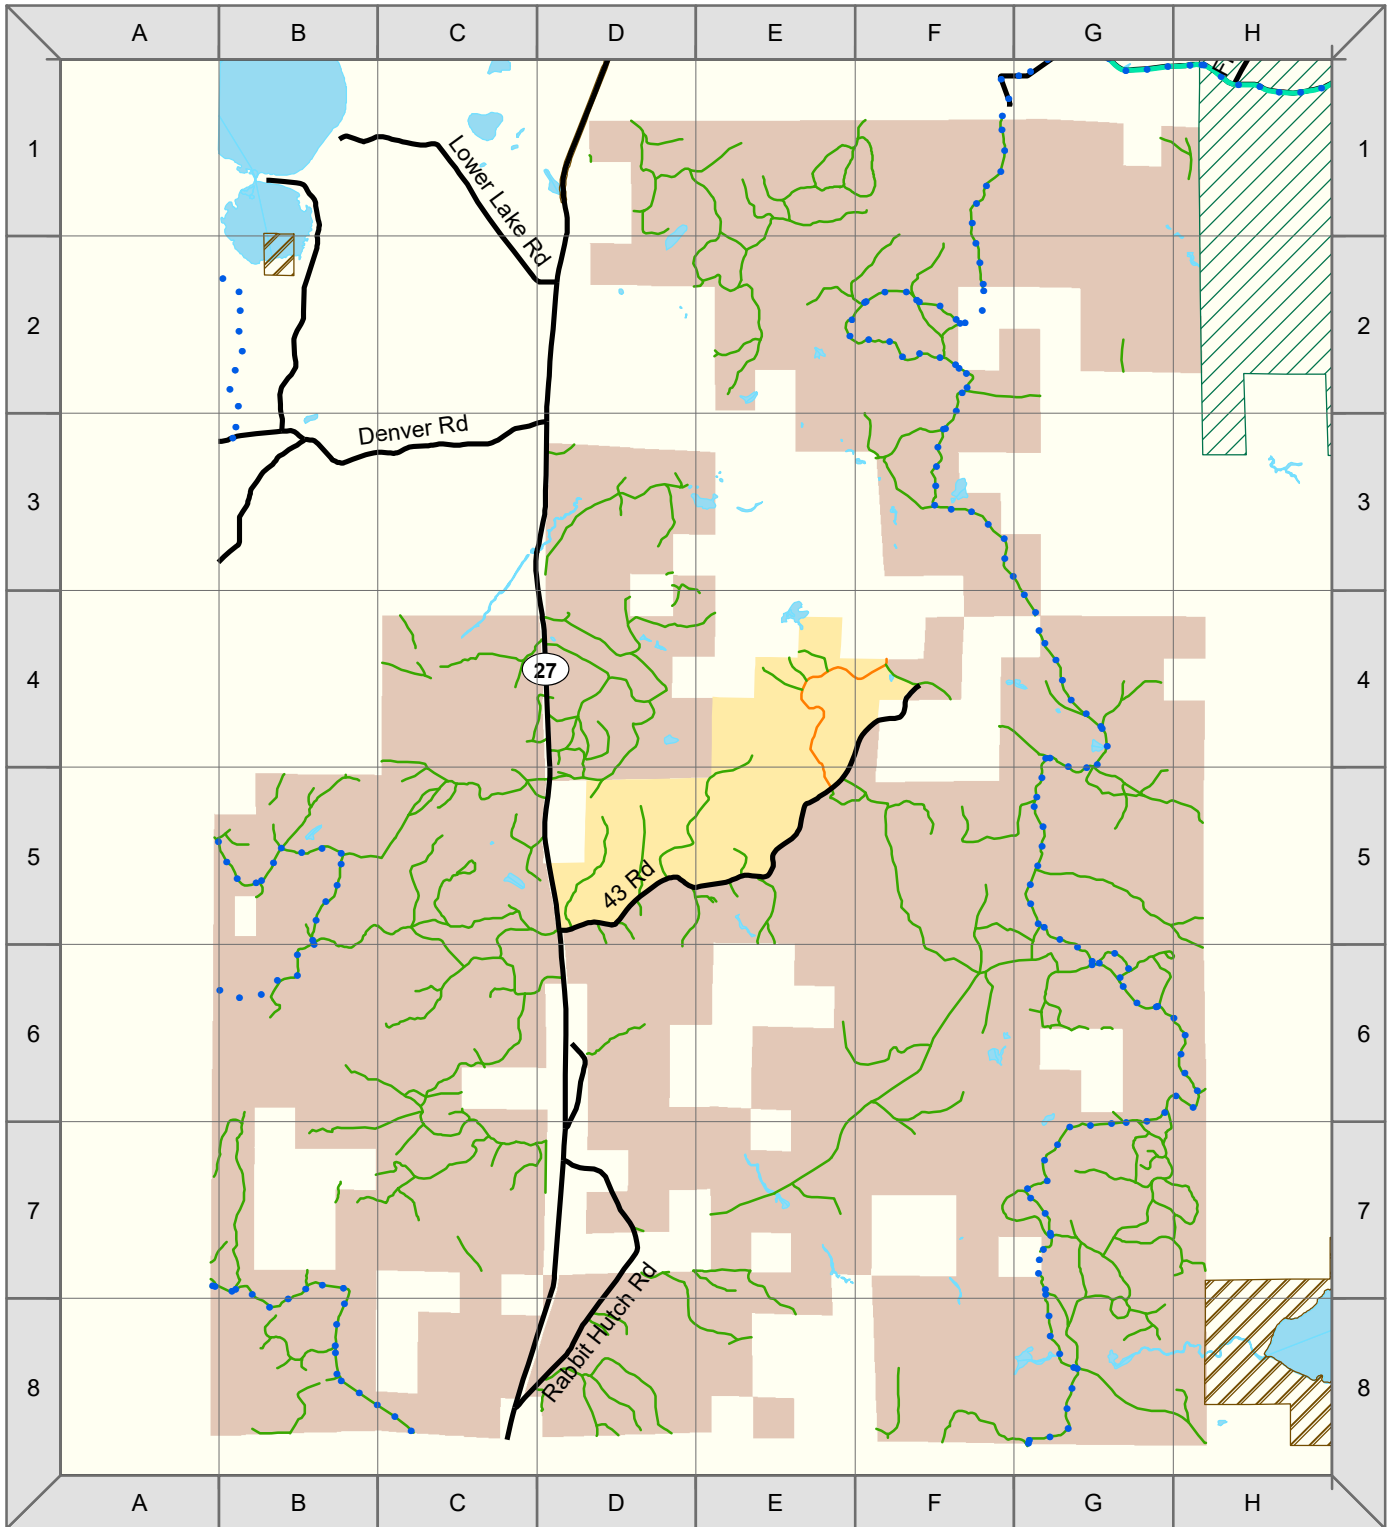 A B C D E F G H
1 1
Lower Lake Rd
2 2
Denver Rd
3 3
4 27 4
5 43 Rd 5
6 6
7 7
Rabbit Hutch Rd
8 8
A B C D E F G H